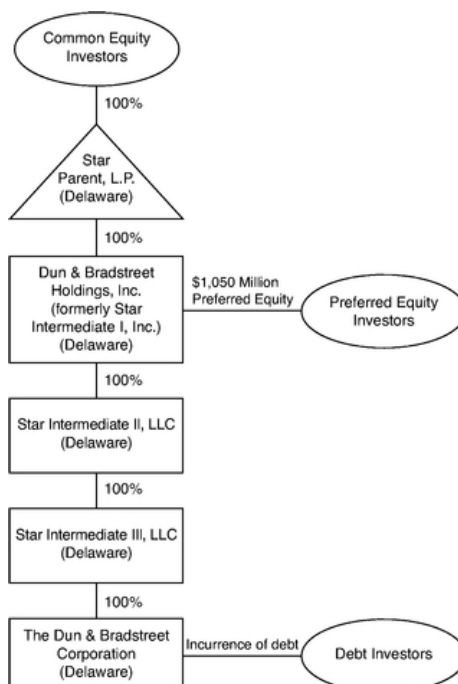 Common Equity
Investors
100%
Star
Parent, L.P.
(Delaware)
100%
Dun & Bradstreet
Holdings, Inc.
(formerly Star
Intermediate I, Inc.)
(Delaware)
$1,050 Million
Preferred Equity
Preferred Equity
Investors
100%
Star Intermediate II, LLC
(Delaware)
100%
Star Intermediate III, LLC
(Delaware)
100%
The Dun & Bradstreet
Corporation
(Delaware)
Incurrence of debt
Debt Investors